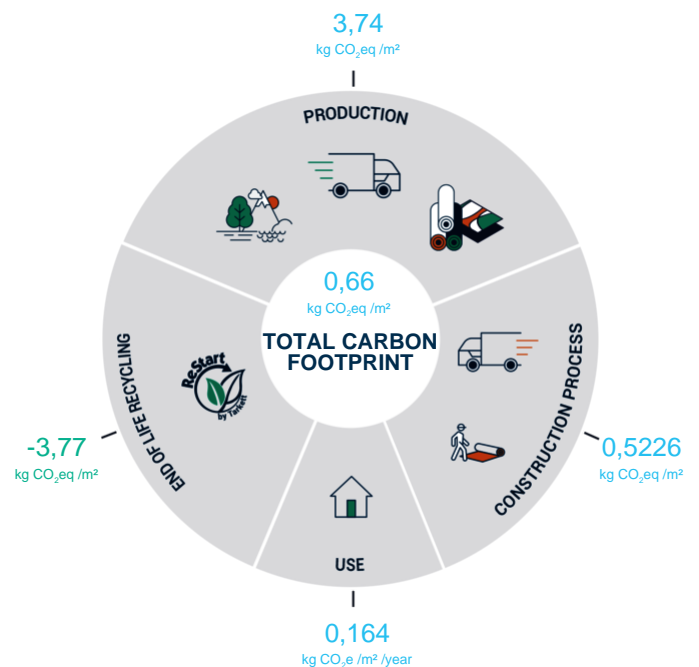 3,74
kg CO₂eq /m²
PRODUCTION
0,66
kg CO₂eq /m²
TOTAL CARBON
FOOTPRINT
END OF LIFE RECYCLING
ReStart
by Tarkett
CONSTRUCTION PROCESS
-3,77
kg CO₂eq /m²
0,5226
kg CO₂eq /m²
USE
0,164
kg CO₂e /m² /year